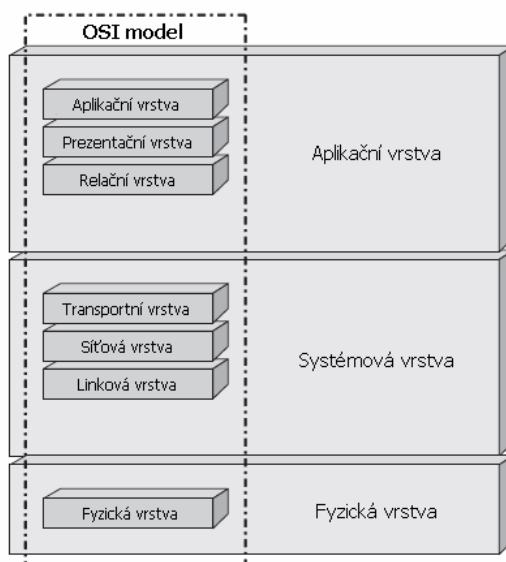 OSI model
Aplikační vrstva
Prezentační vrstva
Relační vrstva
Aplikační vrstva
Transportní vrstva
Síťová vrstva
Linková vrstva
Systémová vrstva
Fyzická vrstva
Fyzická vrstva